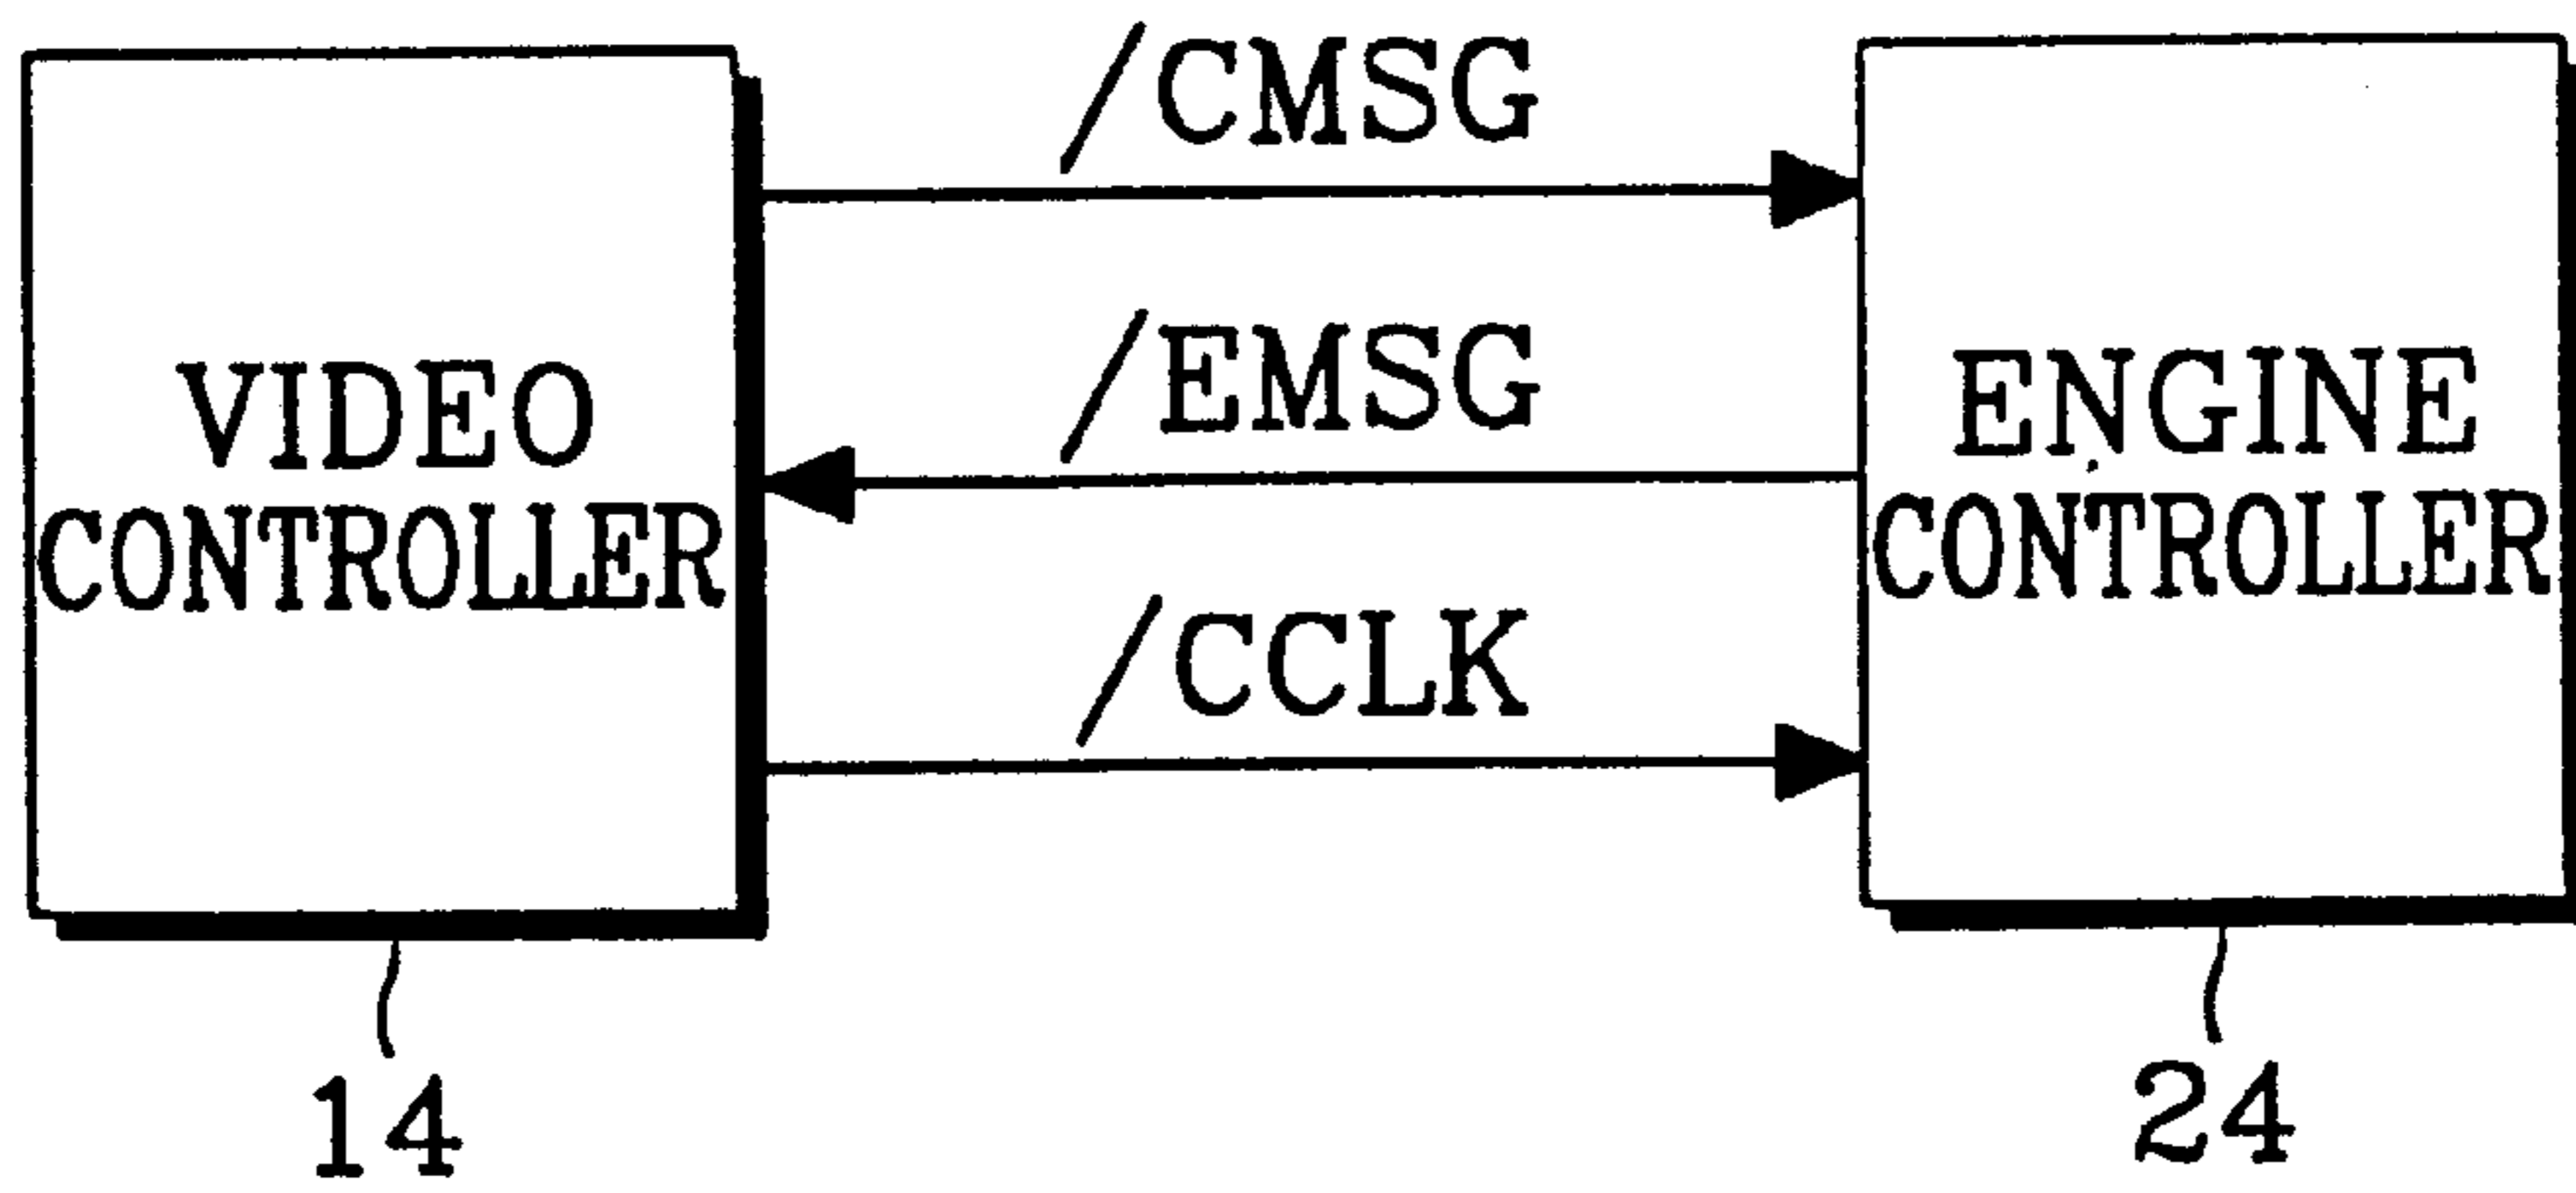 /CMSG
/EMSG
/CCLK
VIDEO
CONTROLLER
ENGINE
CONTROLLER
14
24